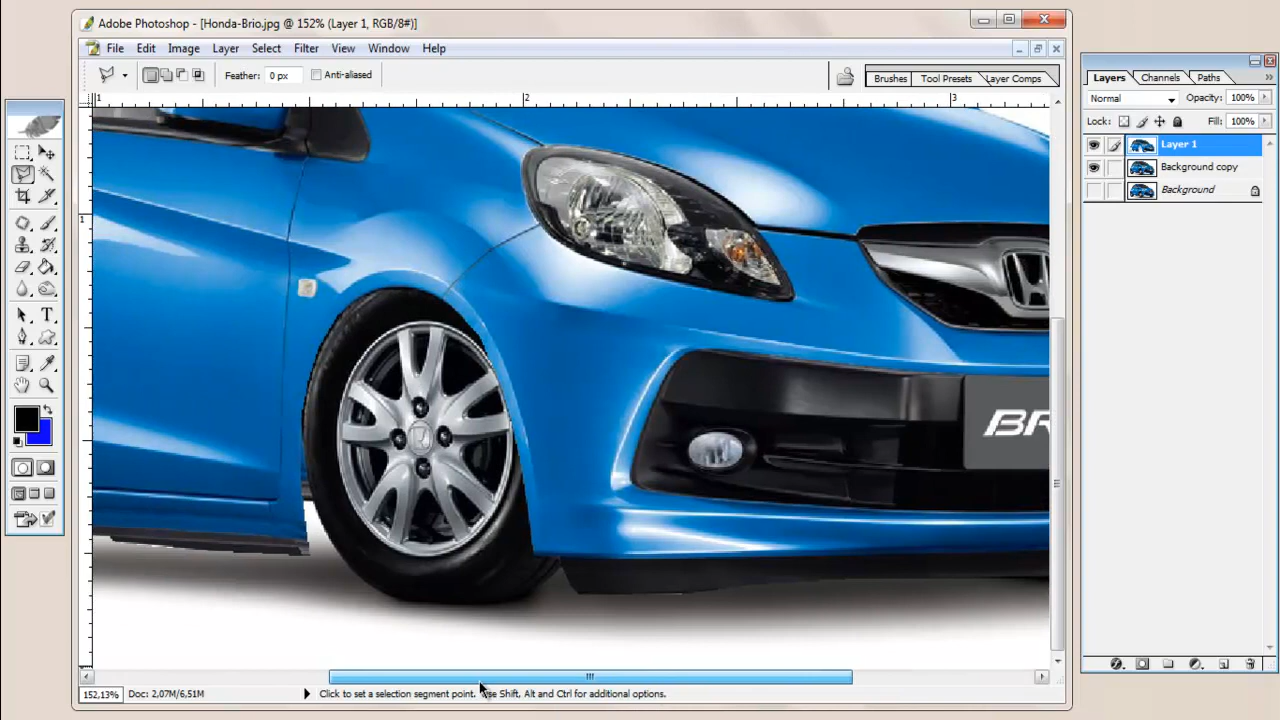 Adobe Photoshop - [Honda-Brio.jpg @ 152% (Layer 1, RGB/8#)]
File Edit Image Layer Select Filter View Window Help
Feather: 0 px Anti-aliased Brushes Tool Presets Layer Comps
1 2 3
1
Layers Channels Paths
Normal Opacity: 100%
Lock: Fill: 100%
Layer 1
Background copy
Background
BR
152,13% Doc: 2,07M/6,51M Click to set a selection segment point. Use Shift, Alt and Ctrl for additional options.